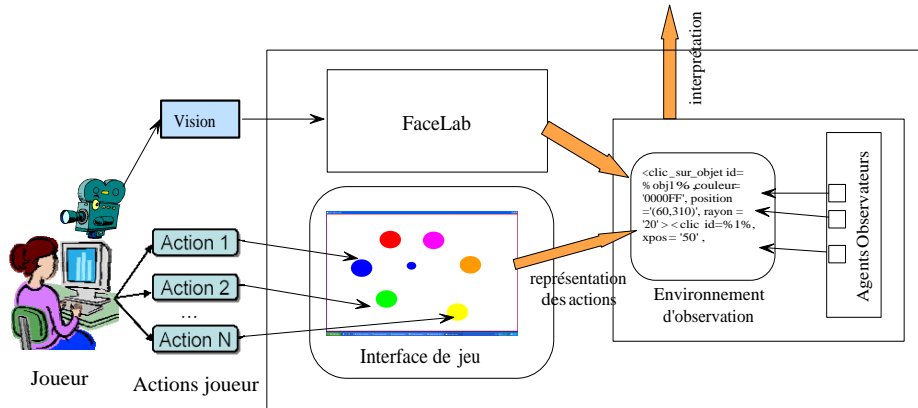 interprétation
Vision
FaceLab
<clic_sur_objet id=
%obj1%,couleur=
'0000FF', position
='(60,310)', rayon =
'20'><clic id=%1%,
xpos= '50' ,
Agents Observateurs
Action 1
Action 2
...
Action N
représentation
des actions
Environnement
d'observation
Interface de jeu
Joueur
Actions joueur